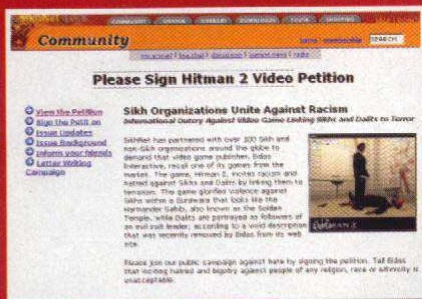 COMMUNITY
Community
SEARCH
Please Sign Hitman 2 Video Petition
View the Petition
Sign the Petition
Issue Updates
Issue Background
Inform your friends
Letter Writing
Campaign
Sikh Organizations Unite Against Racism
International Outcry Against Video Game Linking Sikhs and Dalits to Terror
SikhNet has partnered with over 100 Sikh and
non-Sikh organizations around the globe to
demand that video game publisher, Eidos
Interactive, recall one of its games from the
market. The game, Hitman 2, incites racism and
hatred against Sikhs and Dalits by linking them to
terrorism. The game glorified violence against
Sikhs within a Gurdwara that looks like the
Harmander Sahib, also known as the Golden
Temple, while Dalits are portrayed as followers of
an evil cult leader, according to a void description
that was recently removed by Eidos from its web
site.
Please join our public campaign against hate by signing the petition. Tell Eidos
that inciting hatred and bigotry against people of any religion, race or ethnicity is
unacceptable.